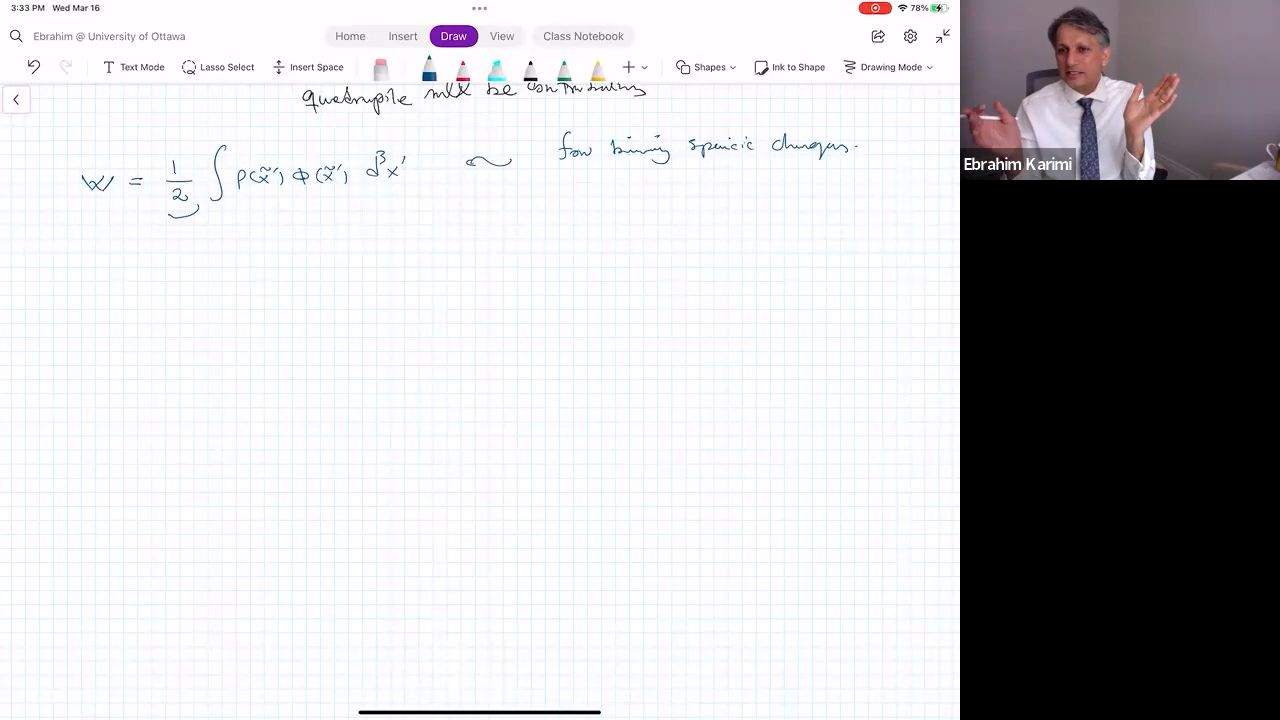 3:33 PM Wed Mar 16
78%
Ebrahim @ University of Ottawa
Home Insert Draw View Class Notebook
Text Mode Lasso Select Insert Space Shapes Ink to Shape Drawing Mode
quadrupole will be contributing
W = 1/2 ∫ ρ(x̃′) Φ(x̃′) d³x′
for charges.
Ebrahim Karimi